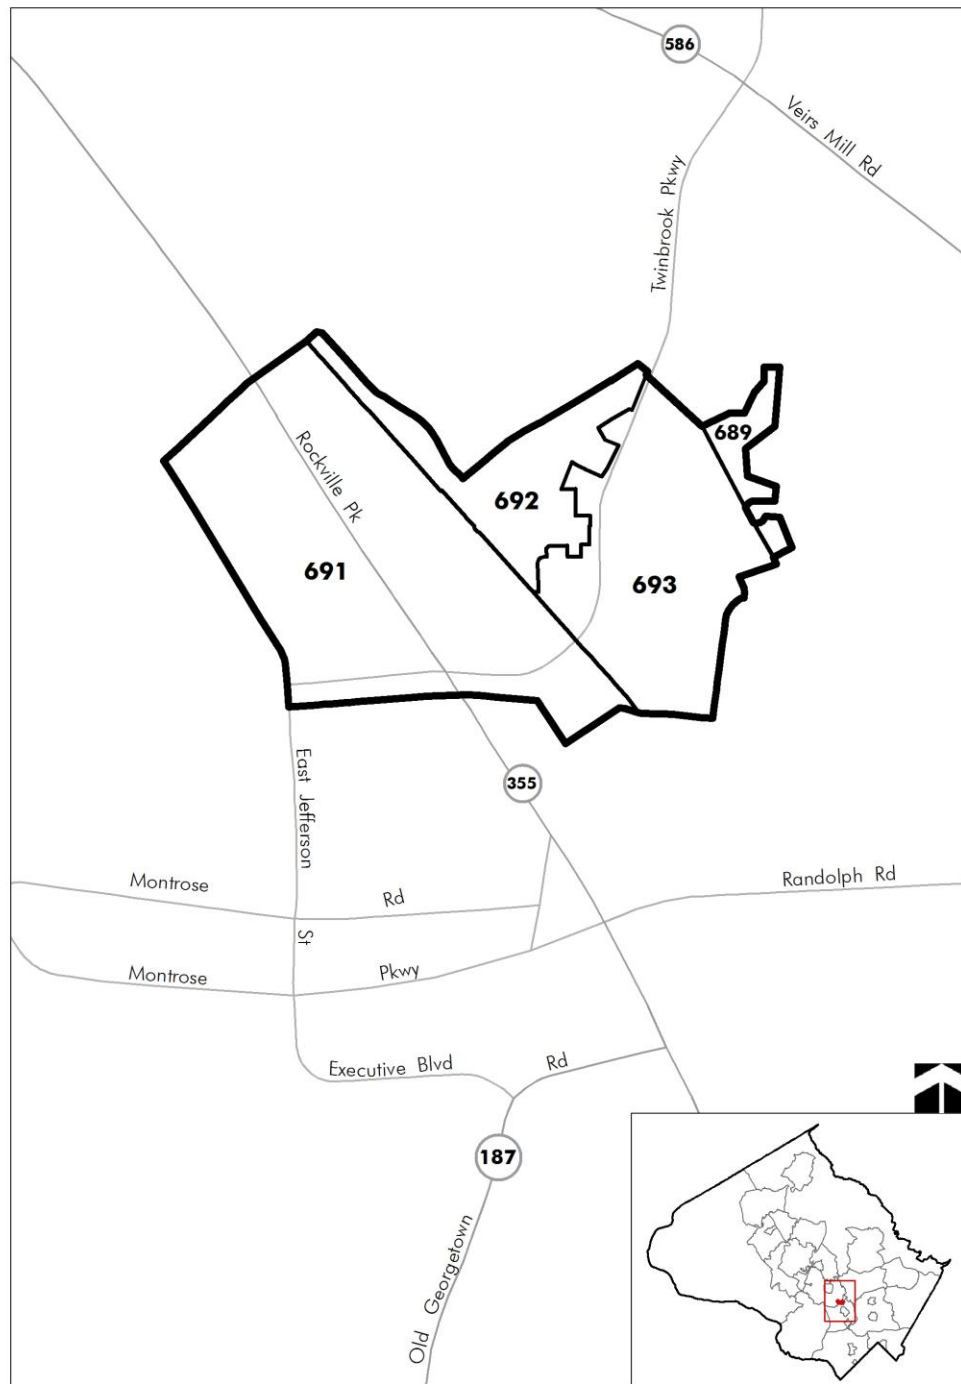 586
Veirs Mill Rd
Twinbrook Pkwy
689
Rockville Pk
692
691
693
East Jefferson St
355
Montrose Rd
Randolph Rd
Montrose Pkwy
Executive Blvd
Old Georgetown Rd
187